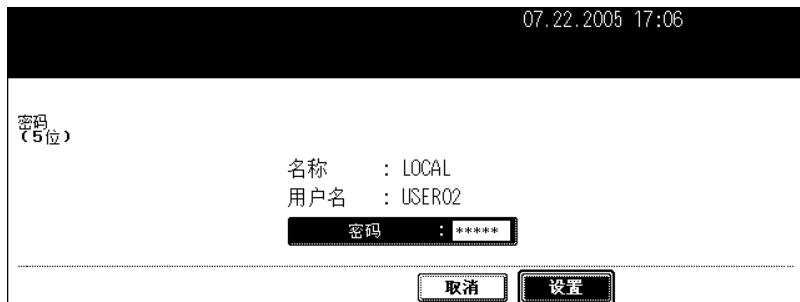 07.22.2005 17:06
密码
(5位)
名称 : LOCAL
用户名 : USER02
密码 : *****
取消 设置